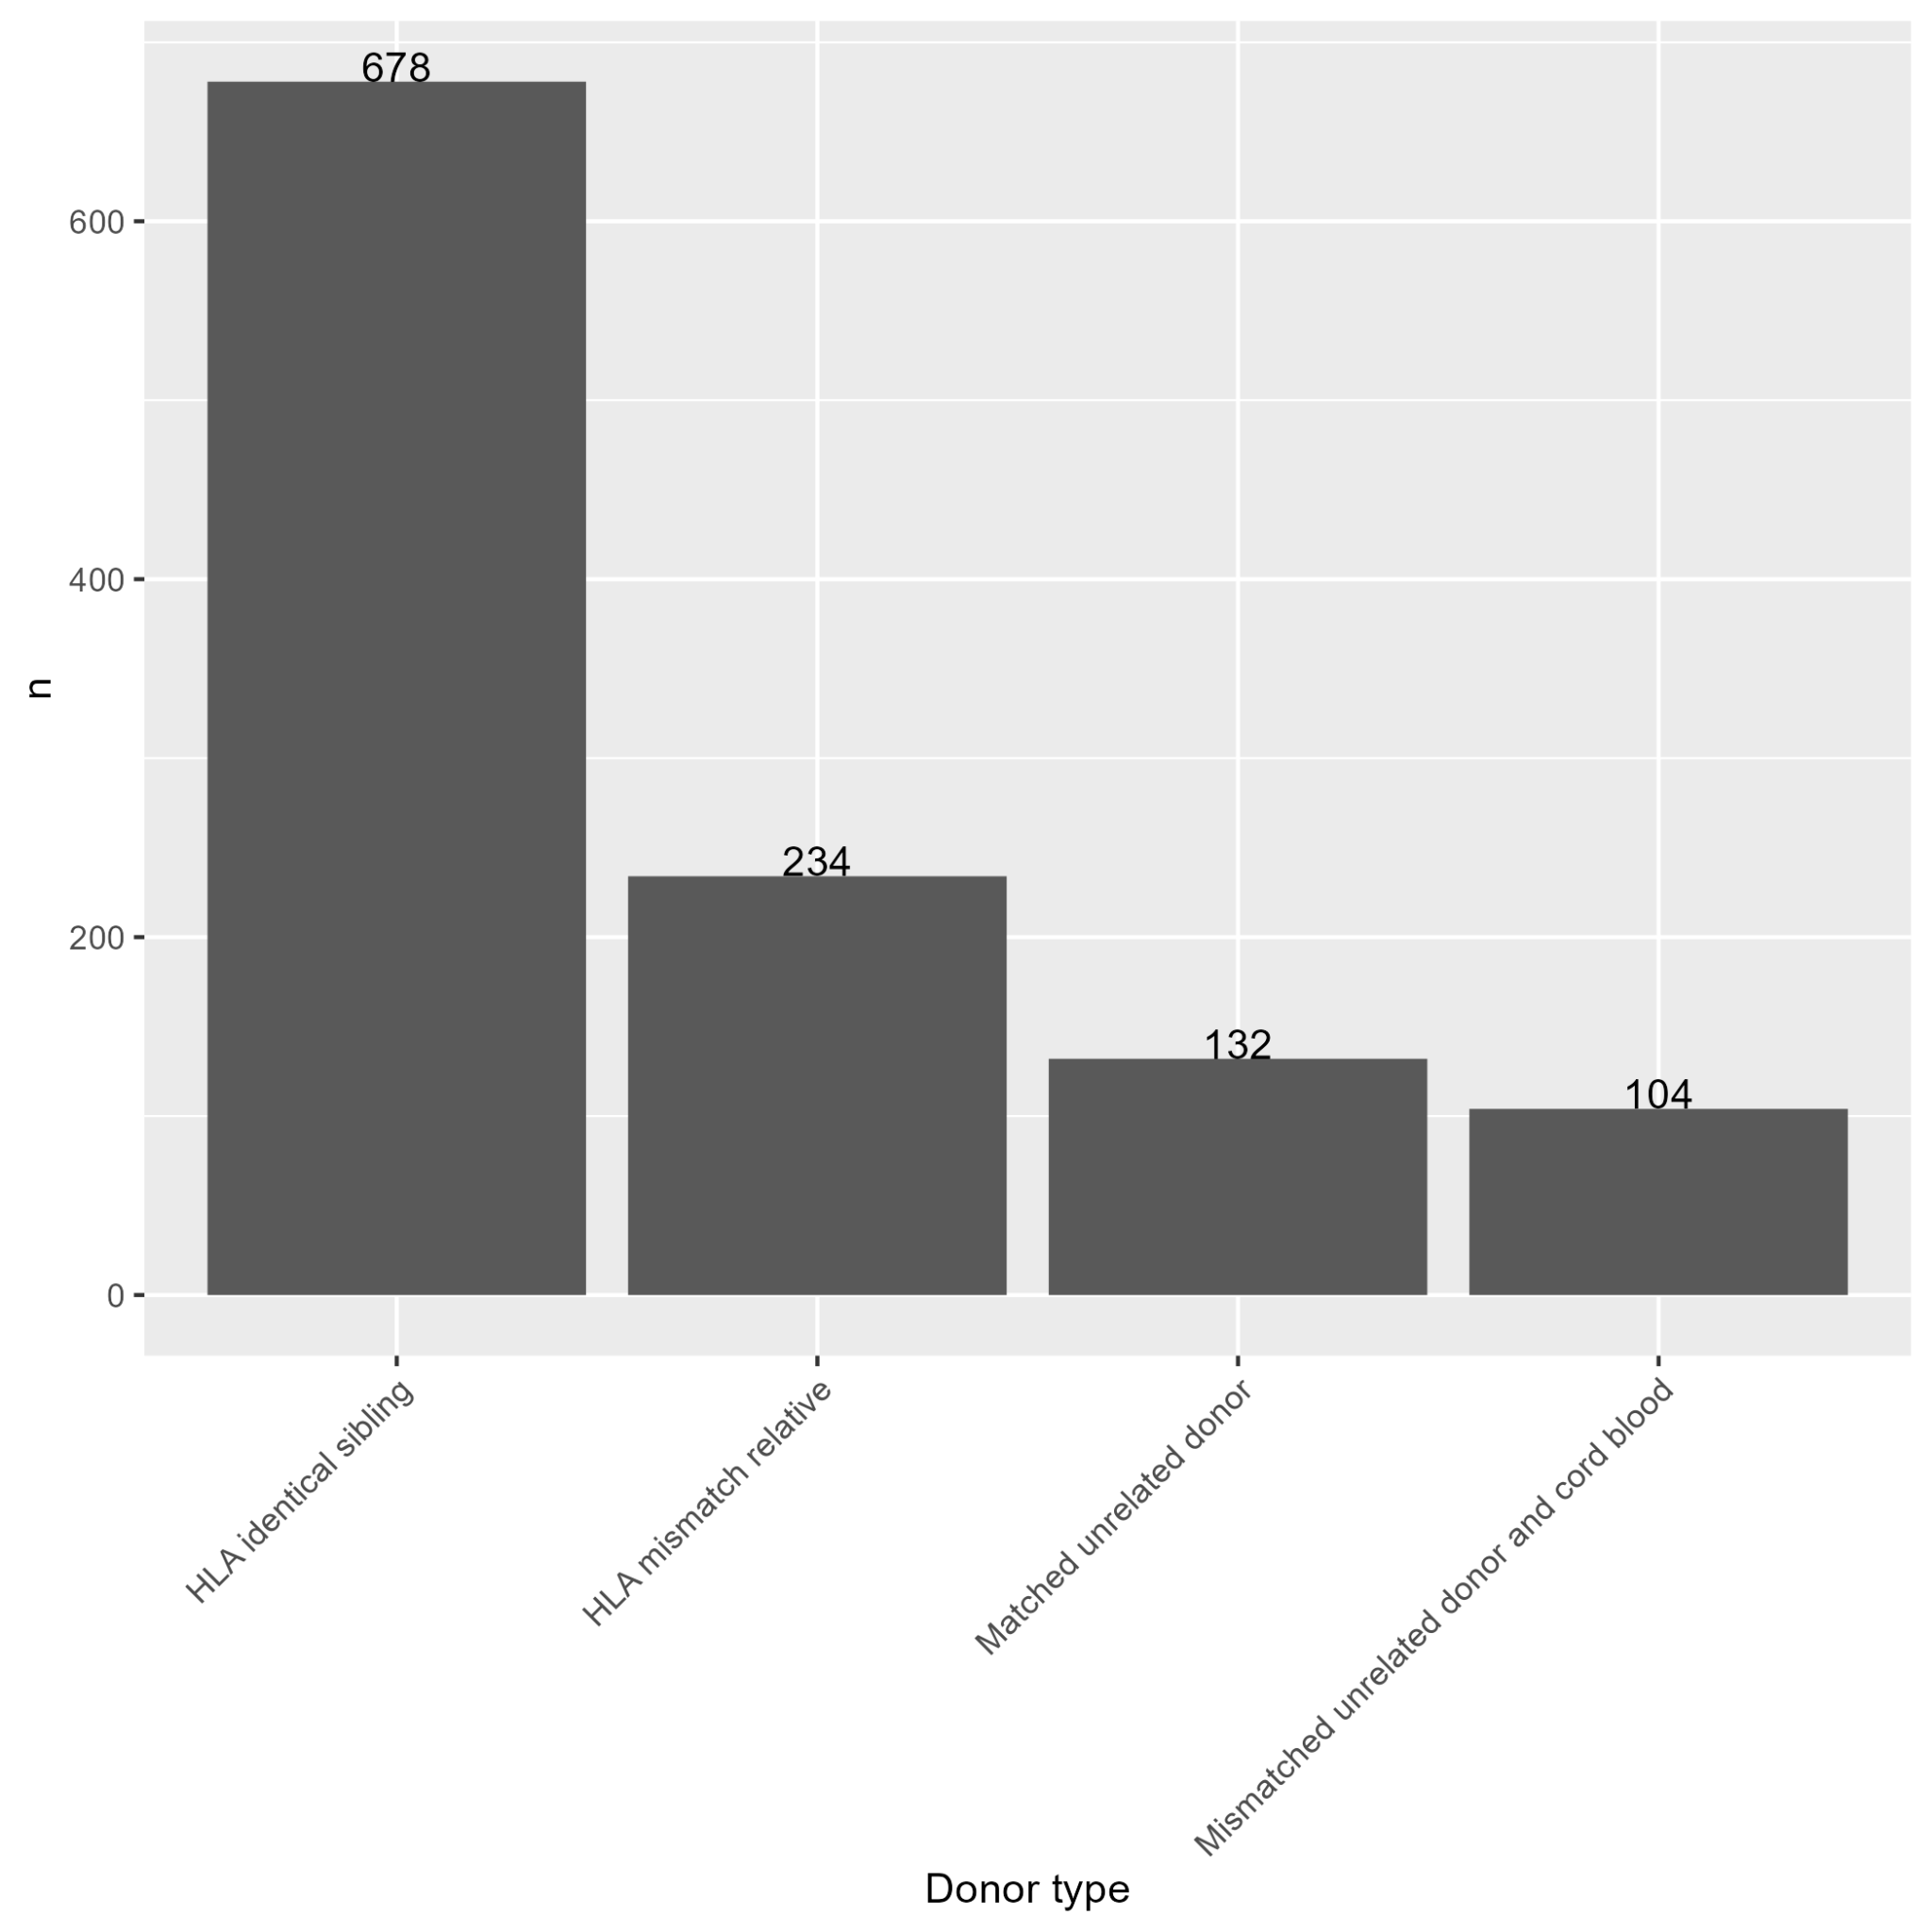 678
600
400
n
234
200
132
104
0
HLA identical sibling
HLA mismatch relative
Matched unrelated donor
Mismatched unrelated donor and cord blood
Donor type